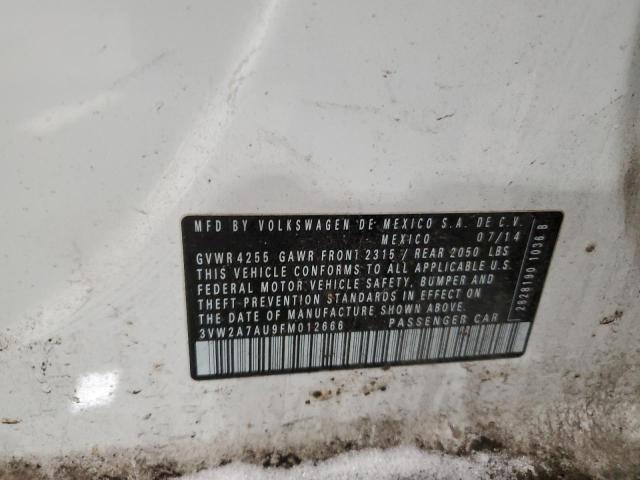 MFD BY VOLKSWAGEN DE MEXICO S.A. DE C.V.
MEXICO 07/14
GVWR 4255 GAWR FRONT 2315 / REAR 2050 LBS
THIS VEHICLE CONFORMS TO ALL APPLICABLE U.S.
FEDERAL MOTOR VEHICLE SAFETY, BUMPER AND
THEFT PREVENTION STANDARDS IN EFFECT ON
THE DATE OF MANUFACTURE SHOWN ABOVE.
3VW2A7AU9FM012666 PASSENGER CAR
2828190 1036 B